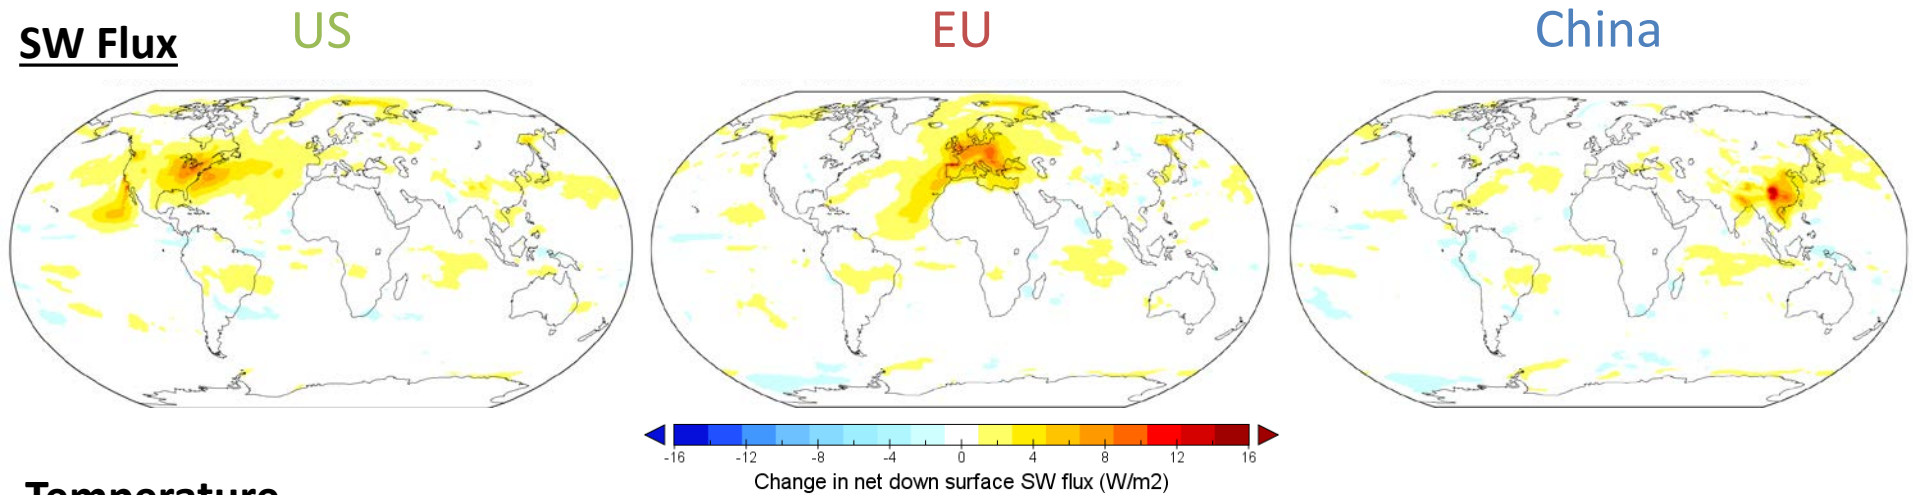 SW Flux
US
EU
China
-16 -12 -8 -4 0 4 8 12 16
Change in net down surface SW flux (W/m2)
Temperature